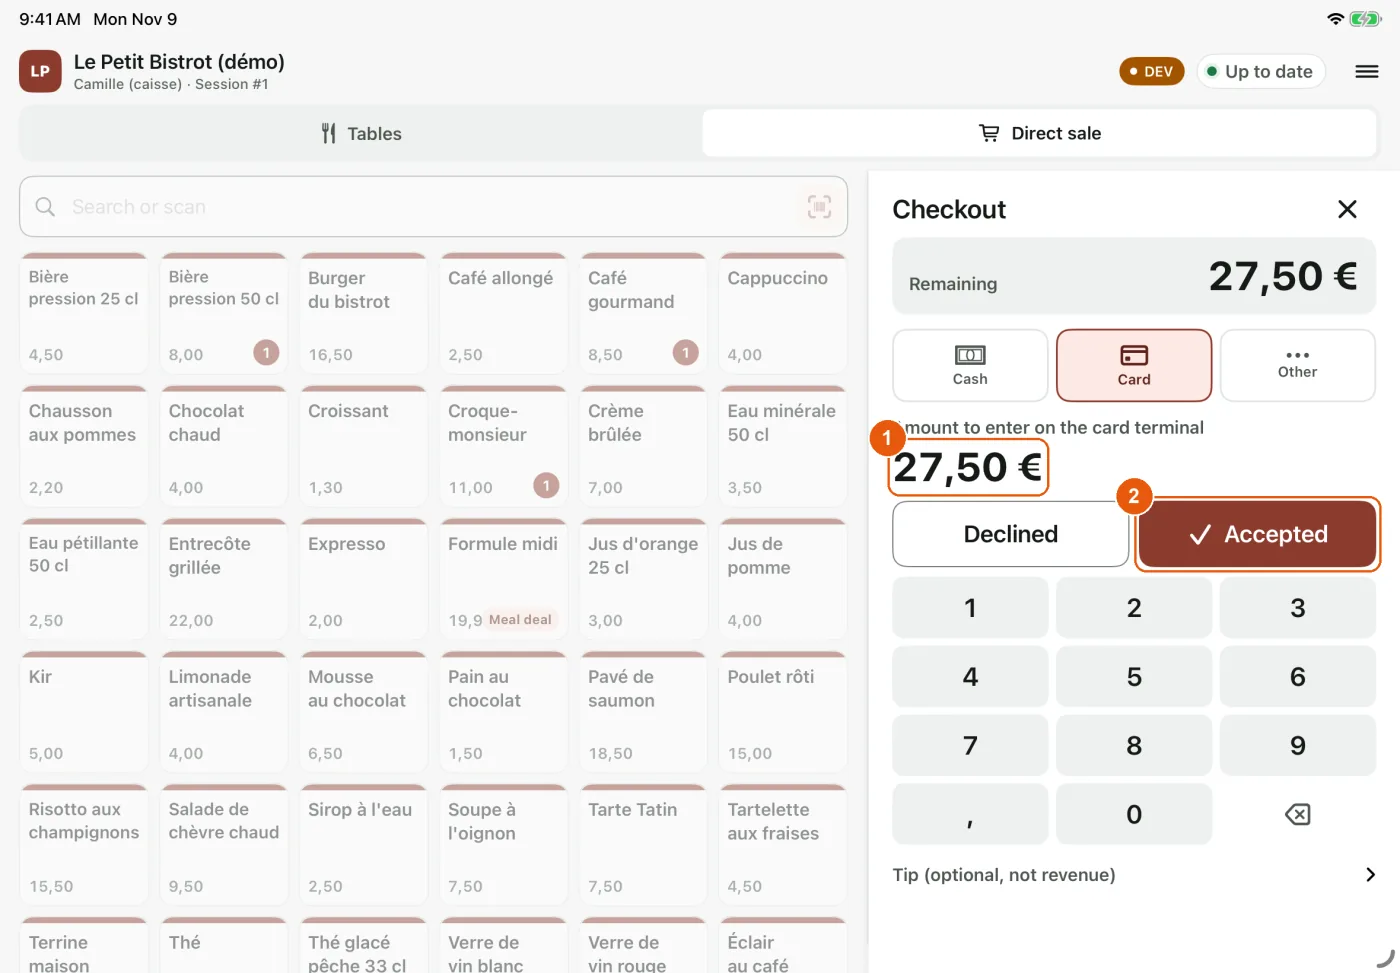 9:41 AM Mon Nov 9
LP
Le Petit Bistrot (démo)
Camille (caisse) · Session #1
DEV
Up to date
Tables
Direct sale
Search or scan
Bière
pression 25 cl
4,50
Bière
pression 50 cl
8,00
1
Burger
du bistrot
16,50
Café allongé
2,50
Café
gourmand
8,50
1
Cappuccino
4,00
Chausson
aux pommes
2,20
Chocolat
chaud
4,00
Croissant
1,30
Croque-
monsieur
11,00
1
Crème
brûlée
7,00
Eau minérale
50 cl
3,50
Eau pétillante
50 cl
2,50
Entrecôte
grillée
22,00
Expresso
2,00
Formule midi
19,9
Meal deal
Jus d'orange
25 cl
3,00
Jus de
pomme
4,00
Kir
5,00
Limonade
artisanale
4,00
Mousse
au chocolat
6,50
Pain au
chocolat
1,50
Pavé de
saumon
18,50
Poulet rôti
15,00
Risotto aux
champignons
15,50
Salade de
chèvre chaud
9,50
Sirop à l'eau
2,50
Soupe à
l'oignon
7,50
Tarte Tatin
7,50
Tartelette
aux fraises
4,50
Terrine
maison
Thé
Thé glacé
pêche 33 cl
Verre de
vin blanc
Verre de
vin rouge
Éclair
au café
Checkout
Remaining
27,50 €
Cash
Card
Other
1
mount to enter on the card terminal
27,50 €
2
Declined
Accepted
1
2
3
4
5
6
7
8
9
,
0
Tip (optional, not revenue)